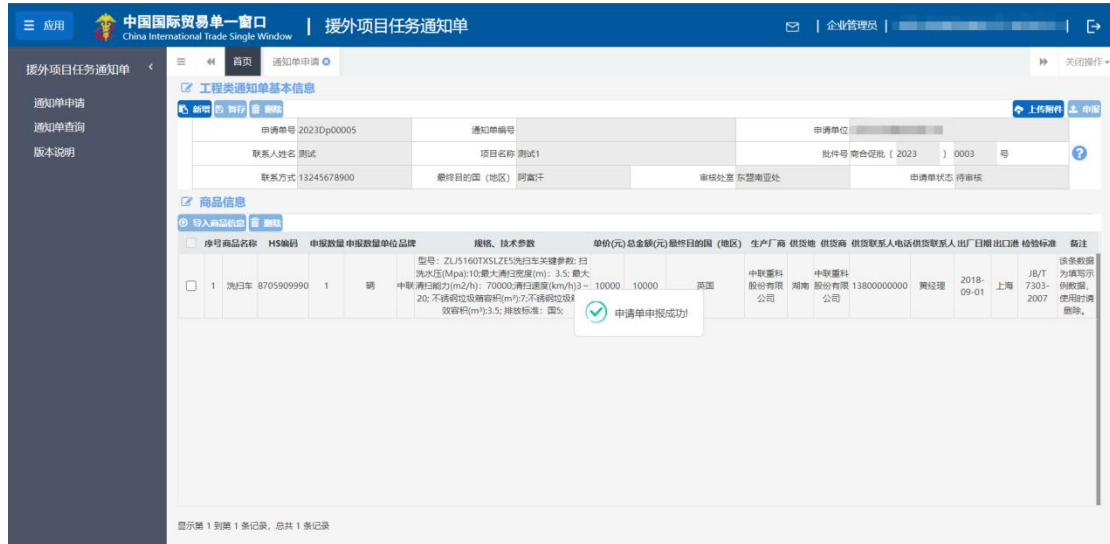 应用
中国国际贸易单一窗口
China International Trade Single Window
援外项目任务通知单
企业管理员
援外项目任务通知单
通知单申请
通知单查询
版本说明
首页
通知单申请
关闭操作
工程类通知单基本信息
新增 暂存 删除
上传附件 申报
申请单号 2023Dp00005 通知单编号 申请单位
联系人姓名 测试 项目名称 测试1 批件号 商合促批 [ 2023 ] 0003 号
联系方式 13245678900 最终目的国(地区) 阿富汗 审核处室 东盟南亚处 申请单状态 待审核
商品信息
导入商品信息 删除
序号 商品名称 HS编码 申报数量 申报数量单位 品牌 规格、技术参数 单价(元) 总金额(元) 最终目的国(地区) 生产厂商 供货地 供货商 供货联系人电话 供货联系人 出厂日期 出口港 检验标准 备注
1 洗扫车 8705909990 1 辆 中联
型号:ZLJ5160TXSLZE5洗扫车关键参数: 扫
洗水压(Mpa):10;最大清扫宽度(m):3.5; 最大
清扫能力(m2/h):70000;清扫速度(km/h)3~
20; 不锈钢垃圾箱容积(m³):7;不锈钢垃圾
效容积(m³):3.5; 排放标准:国5;
10000 10000 英国
中联重科
股份有限
公司
湖南
中联重科
股份有限
公司
13800000000 黄经理
2018-
09-01
上海
JB/T
7303-
2007
该条数据
为填写示
例数据,
使用时请
删除。
申请单申报成功!
显示第 1 到第 1 条记录,总共 1 条记录